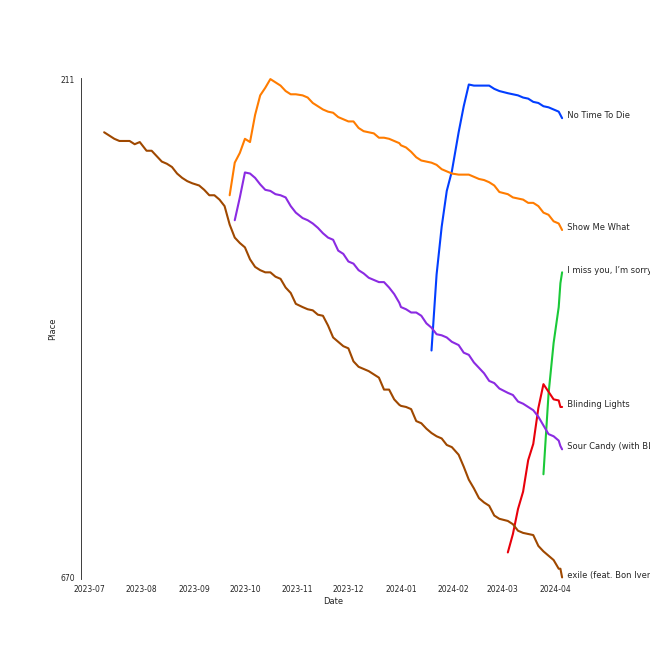 211
No Time To Die
Show Me What
I miss you, I'm sorry
Place
Blinding Lights
Sour Candy (with Bl
exile (feat. Bon Iver
670
2023-07 2023-08 2023-09 2023-10 2023-11 2023-12 2024-01 2024-02 2024-03 2024-04
Date